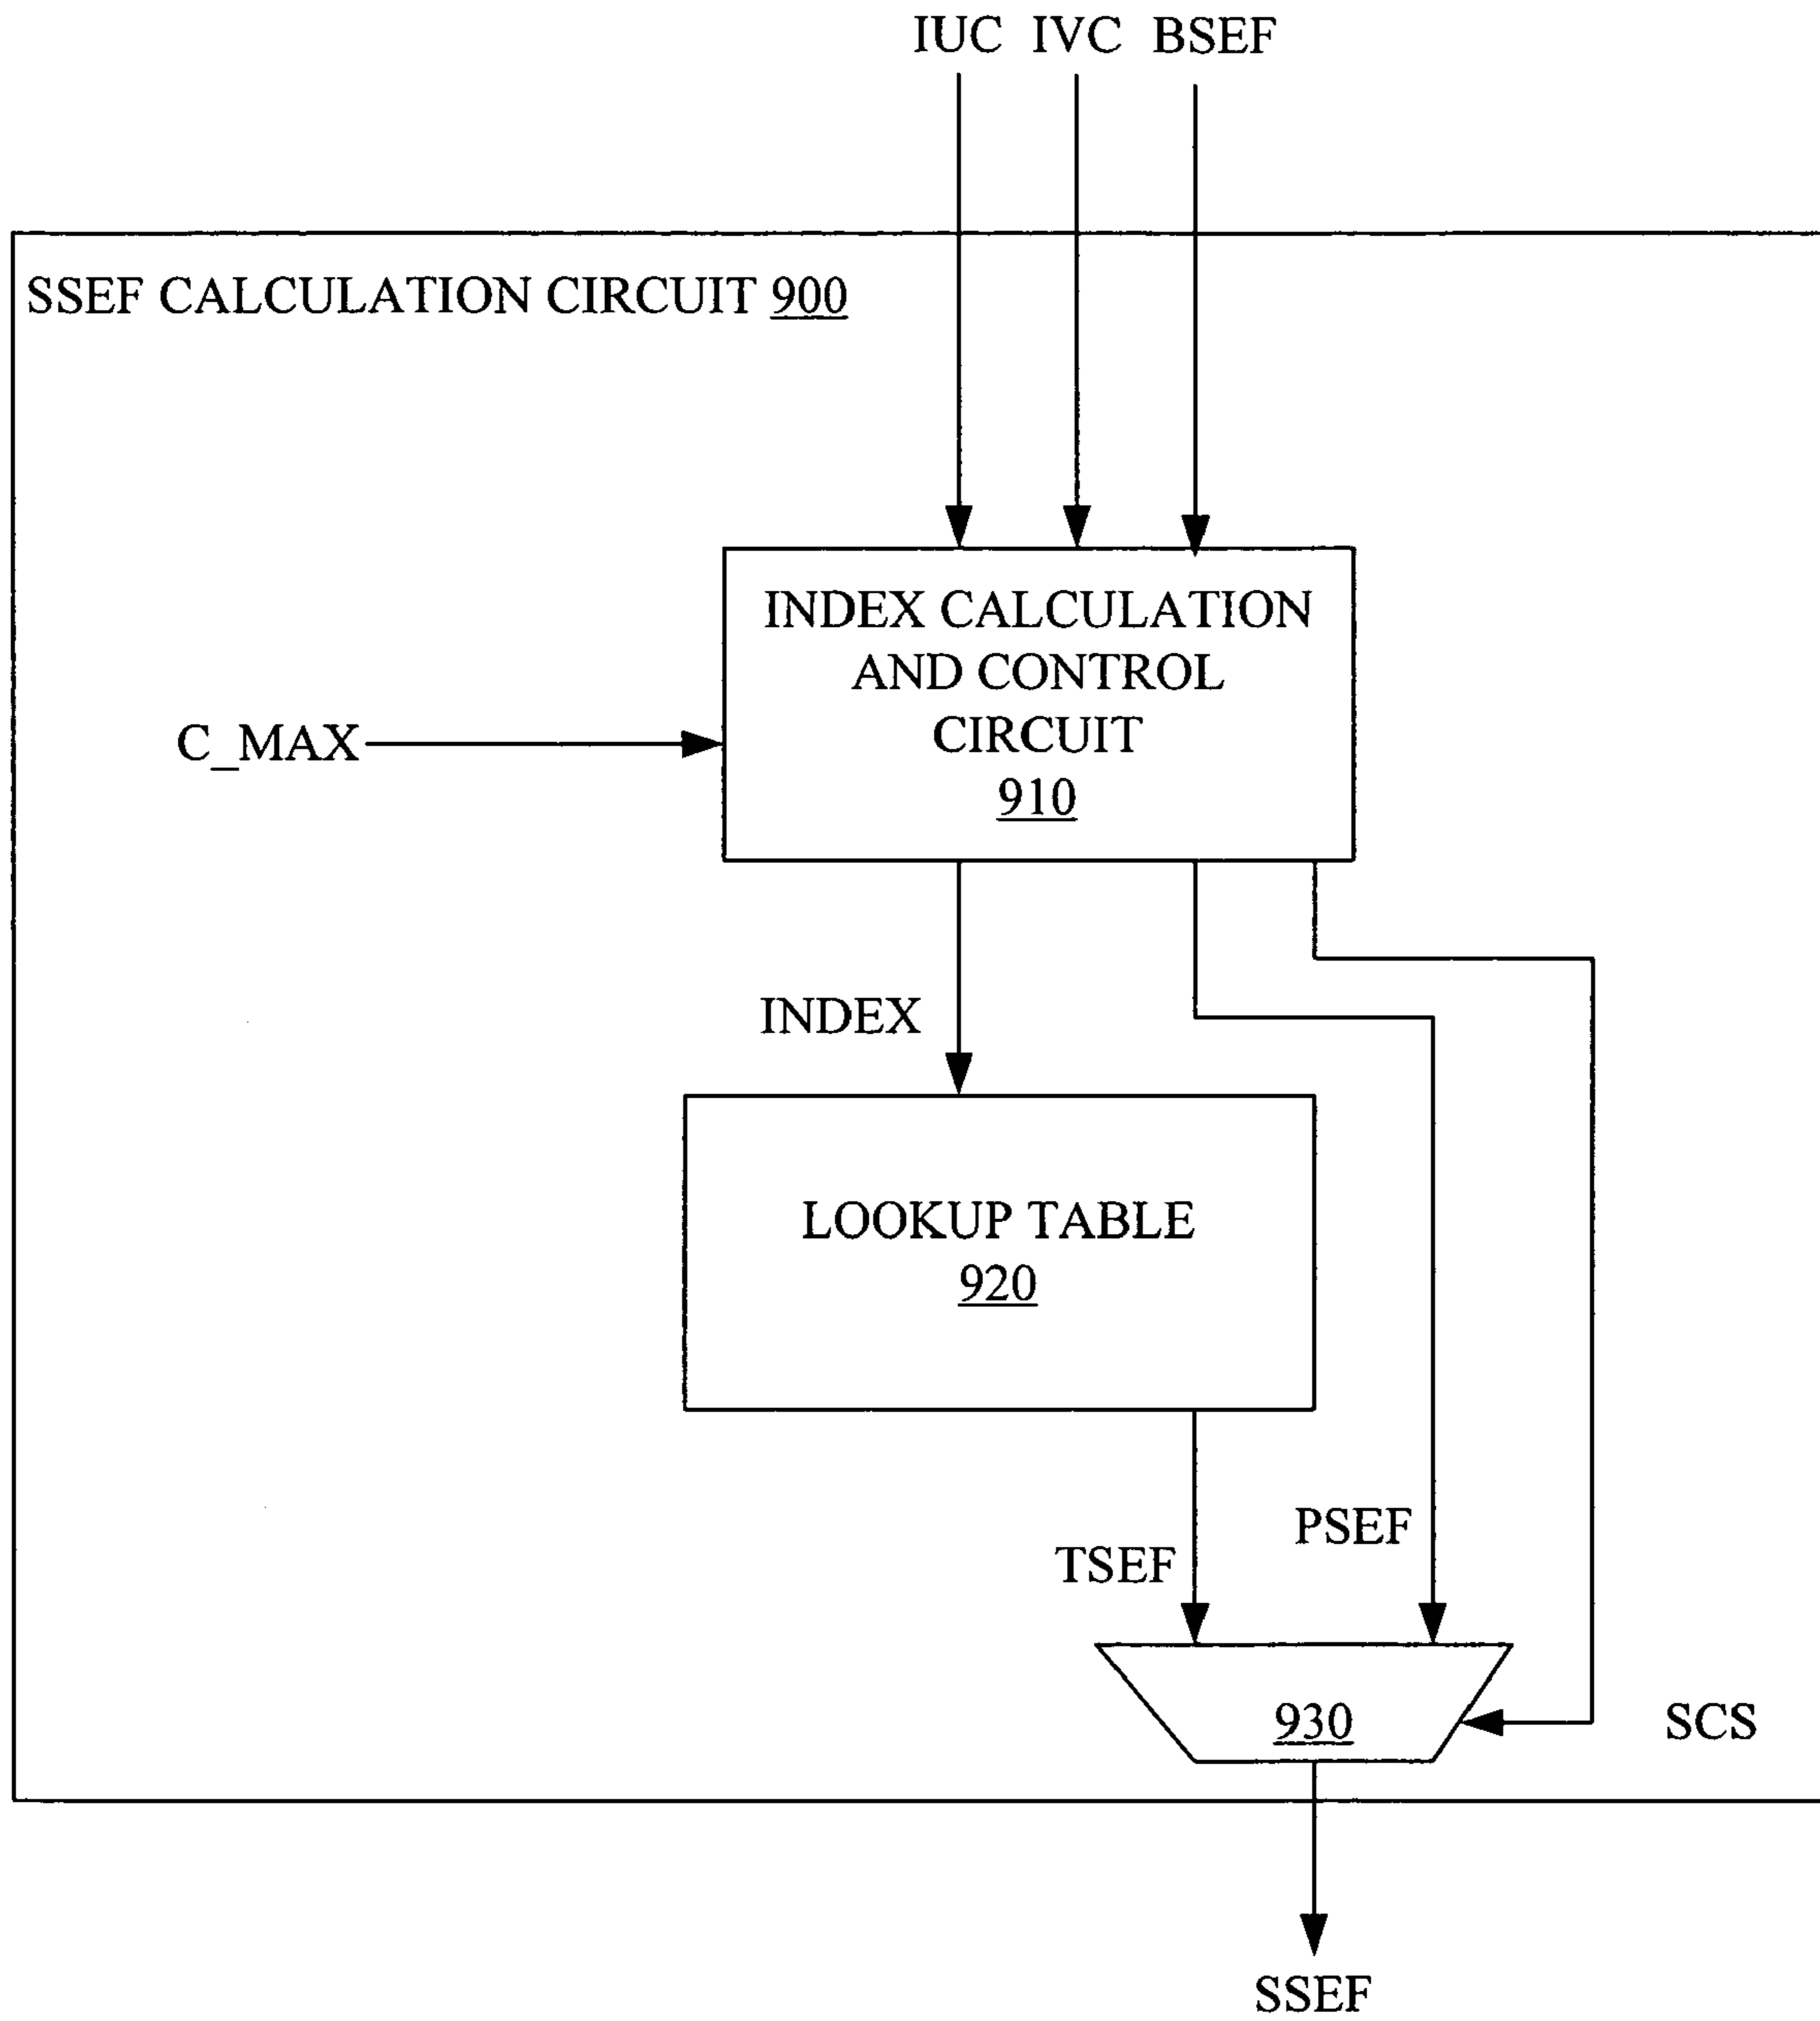 IUC IVC BSEF
SSEF CALCULATION CIRCUIT 900
INDEX CALCULATION
AND CONTROL
CIRCUIT
910
C_MAX
INDEX
LOOKUP TABLE
920
PSEF
TSEF
930
SCS
SSEF